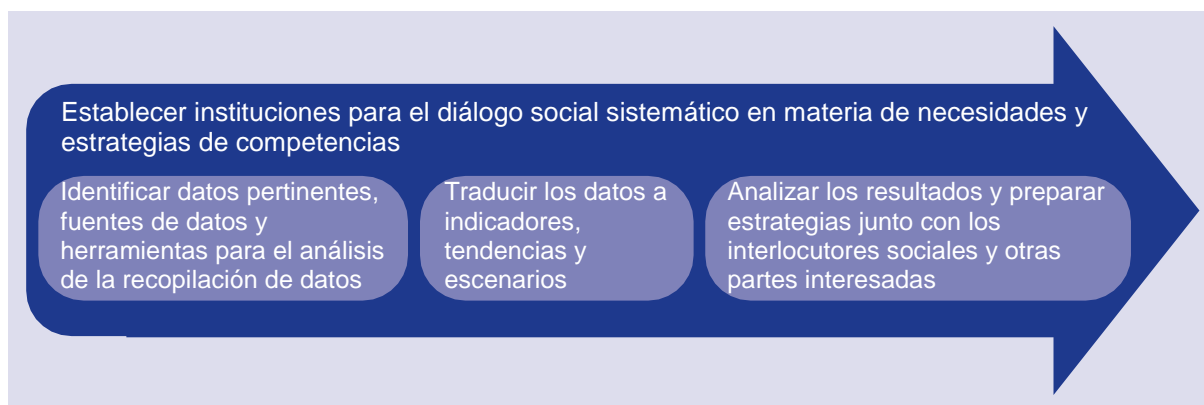 Establecer instituciones para el diálogo social sistemático en materia de necesidades y
estrategias de competencias
Identificar datos pertinentes,
fuentes de datos y
herramientas para el análisis
de la recopilación de datos
Traducir los datos a
indicadores,
tendencias y
escenarios
Analizar los resultados y preparar
estrategias junto con los
interlocutores sociales y otras
partes interesadas